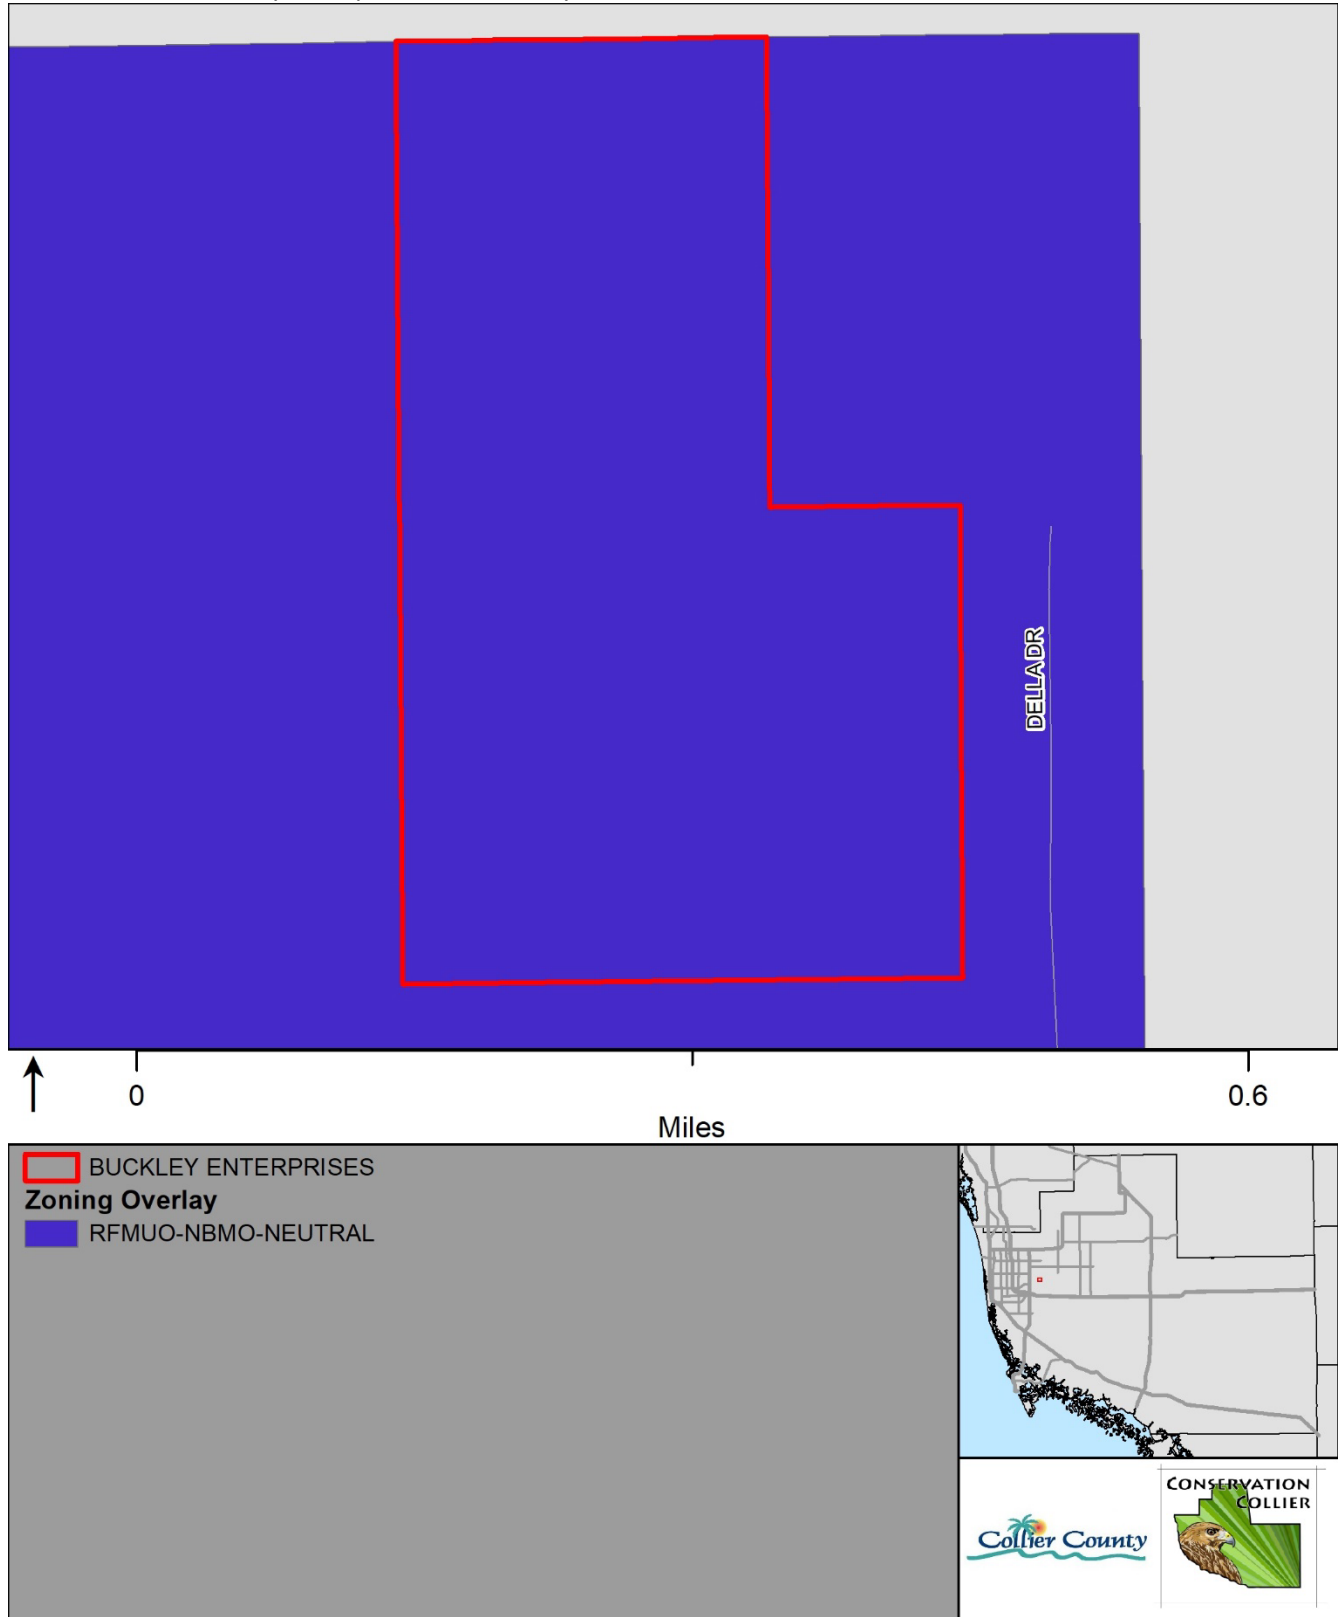 DELLA DR
0
0.6
Miles
BUCKLEY ENTERPRISES
Zoning Overlay
RFMUO-NBMO-NEUTRAL
CONSERVATION
COLLIER
Collier County